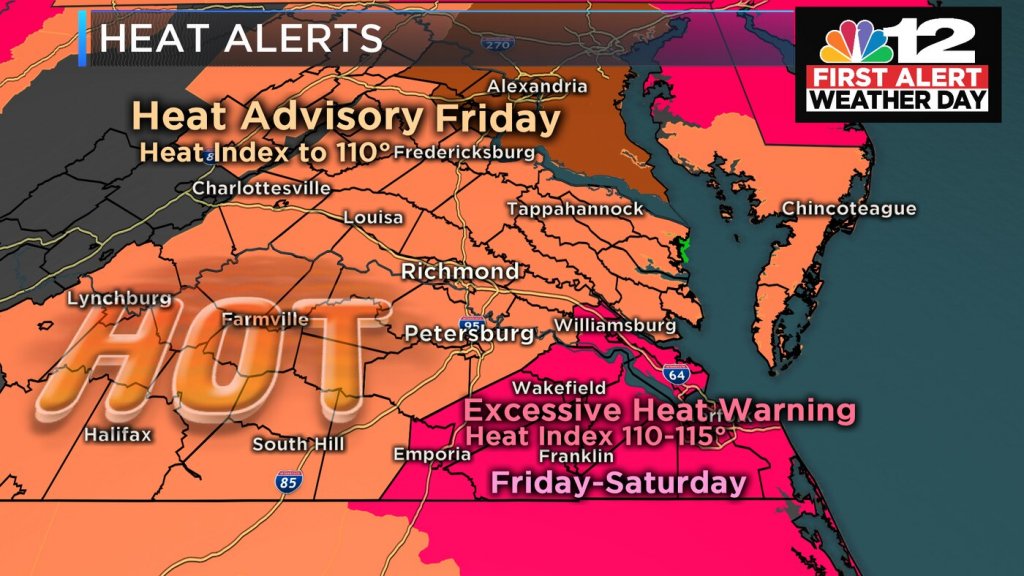 HEAT ALERTS
12
FIRST ALERT
WEATHER DAY
270
Alexandria
Heat Advisory Friday
Heat Index to 110°
Fredericksburg
Charlottesville
Louisa
Tappahannock
Chincoteague
Richmond
Lynchburg
HOT
Farmville
95
Petersburg
Williamsburg
64
Wakefield
Excessive Heat Warning
Heat Index 110-115°
Halifax
South Hill
Emporia
Franklin
85
Friday-Saturday